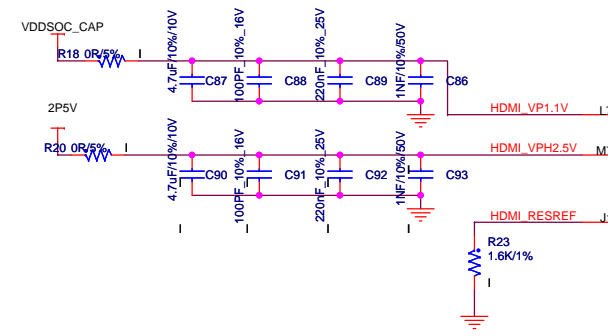 VDDSOC_CAP
R18 0R/5%
I
4.7uF/10%/10V
C87
100PF_10%_16V
C88
220nF_10%_25V
C89
1NF/10%/50V
C86
HDMI_VP1.1V
2P5V
R20 0R/5%
I
4.7uF/10%/10V
C90
100PF_10%_16V
C91
220nF_10%_25V
C92
1NF/10%/50V
C93
HDMI_VPH2.5V
I
I
I
I
I
I
I
I
HDMI_RESREF
R23
1.6K/1%
I